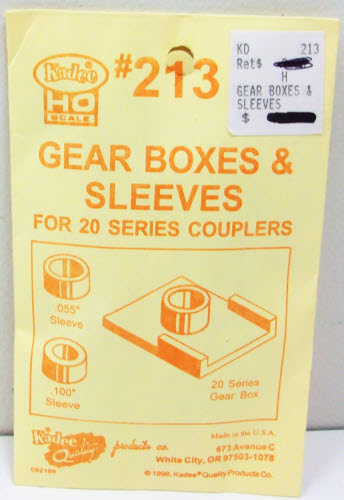 KD 213
Ret$
H
GEAR BOXES &
SLEEVES
$
Kadee
HO
SCALE
#213
GEAR BOXES &
SLEEVES
FOR 20 SERIES COUPLERS
.055"
Sleeve
.100"
Sleeve
20 Series
Gear Box
Kadee
Quality
products co.
Made in the U.S.A.
673 Avenue C
White City, OR 97503-1078
© 1998, Kadee® Quality Products Co.